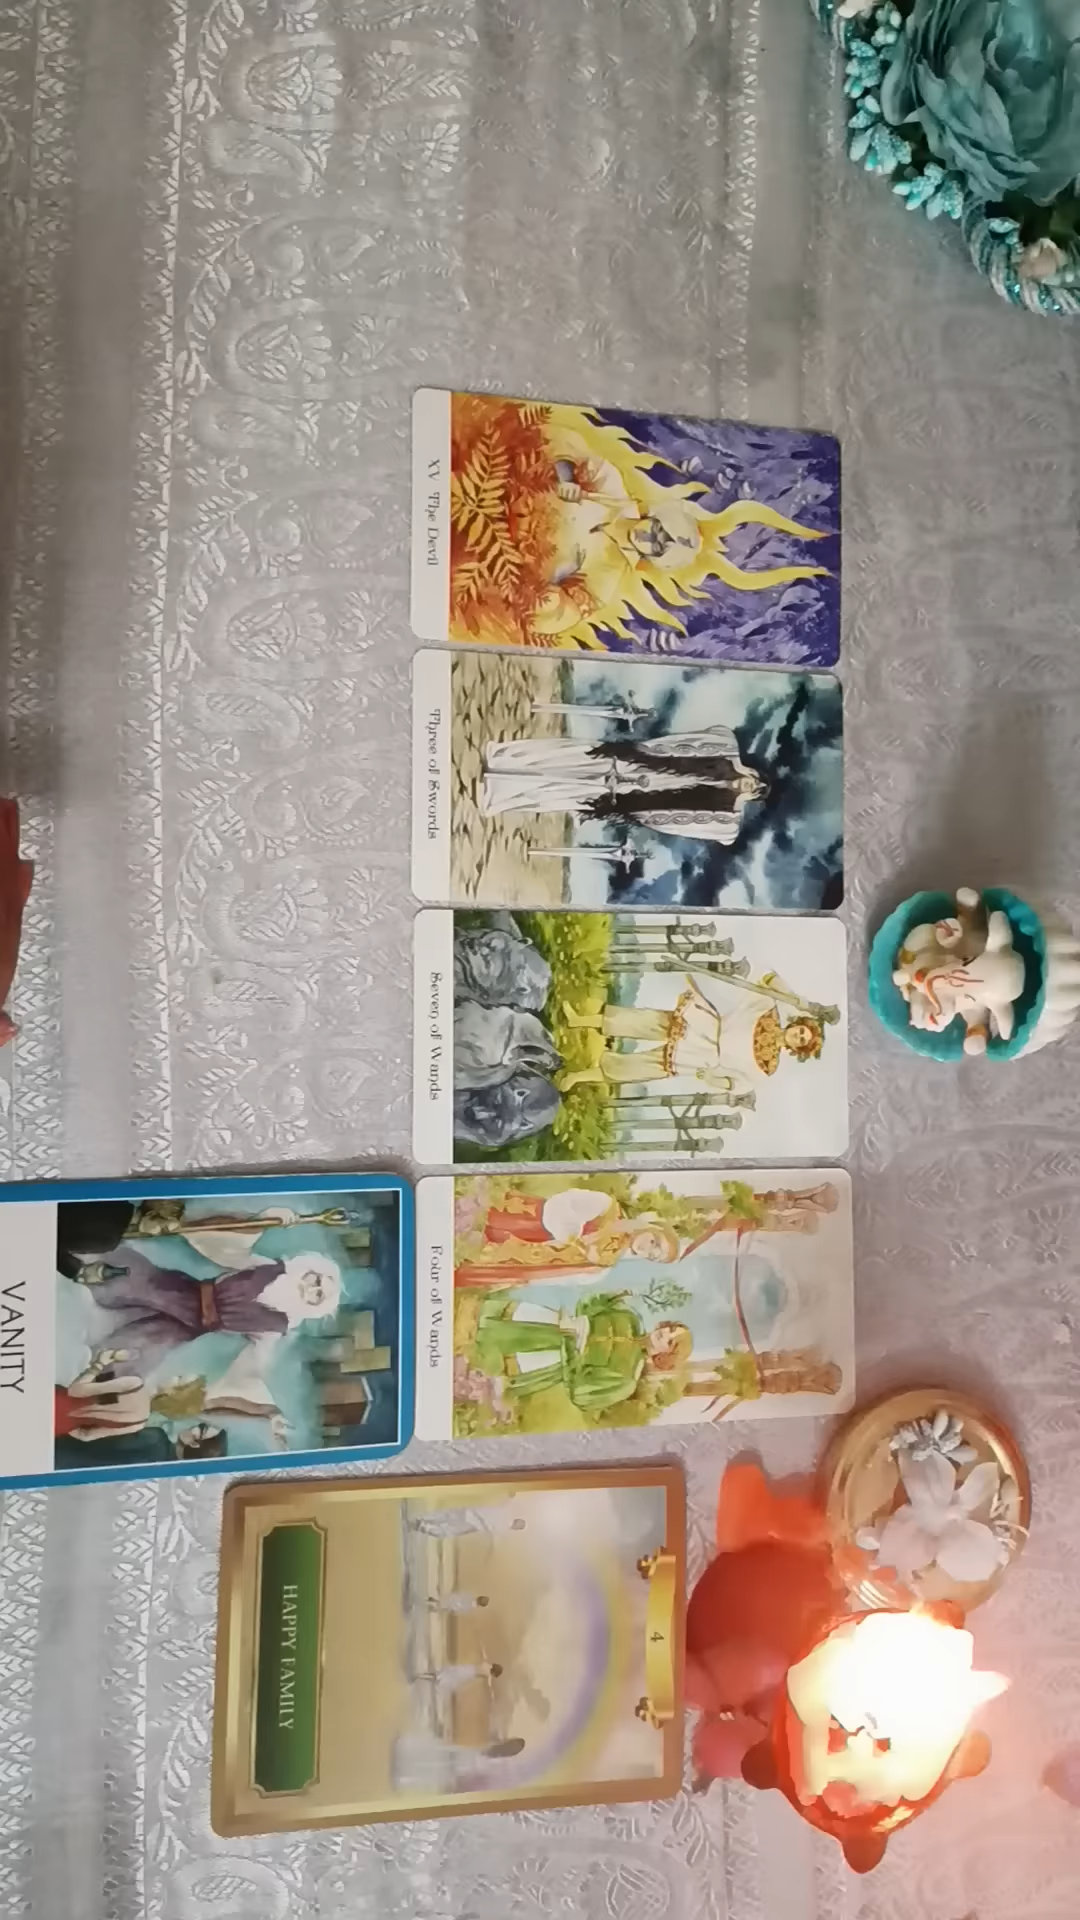 XV The Devil
Three of Swords
Seven of Wands
Four of Wands
VANITY
4
HAPPY FAMILY